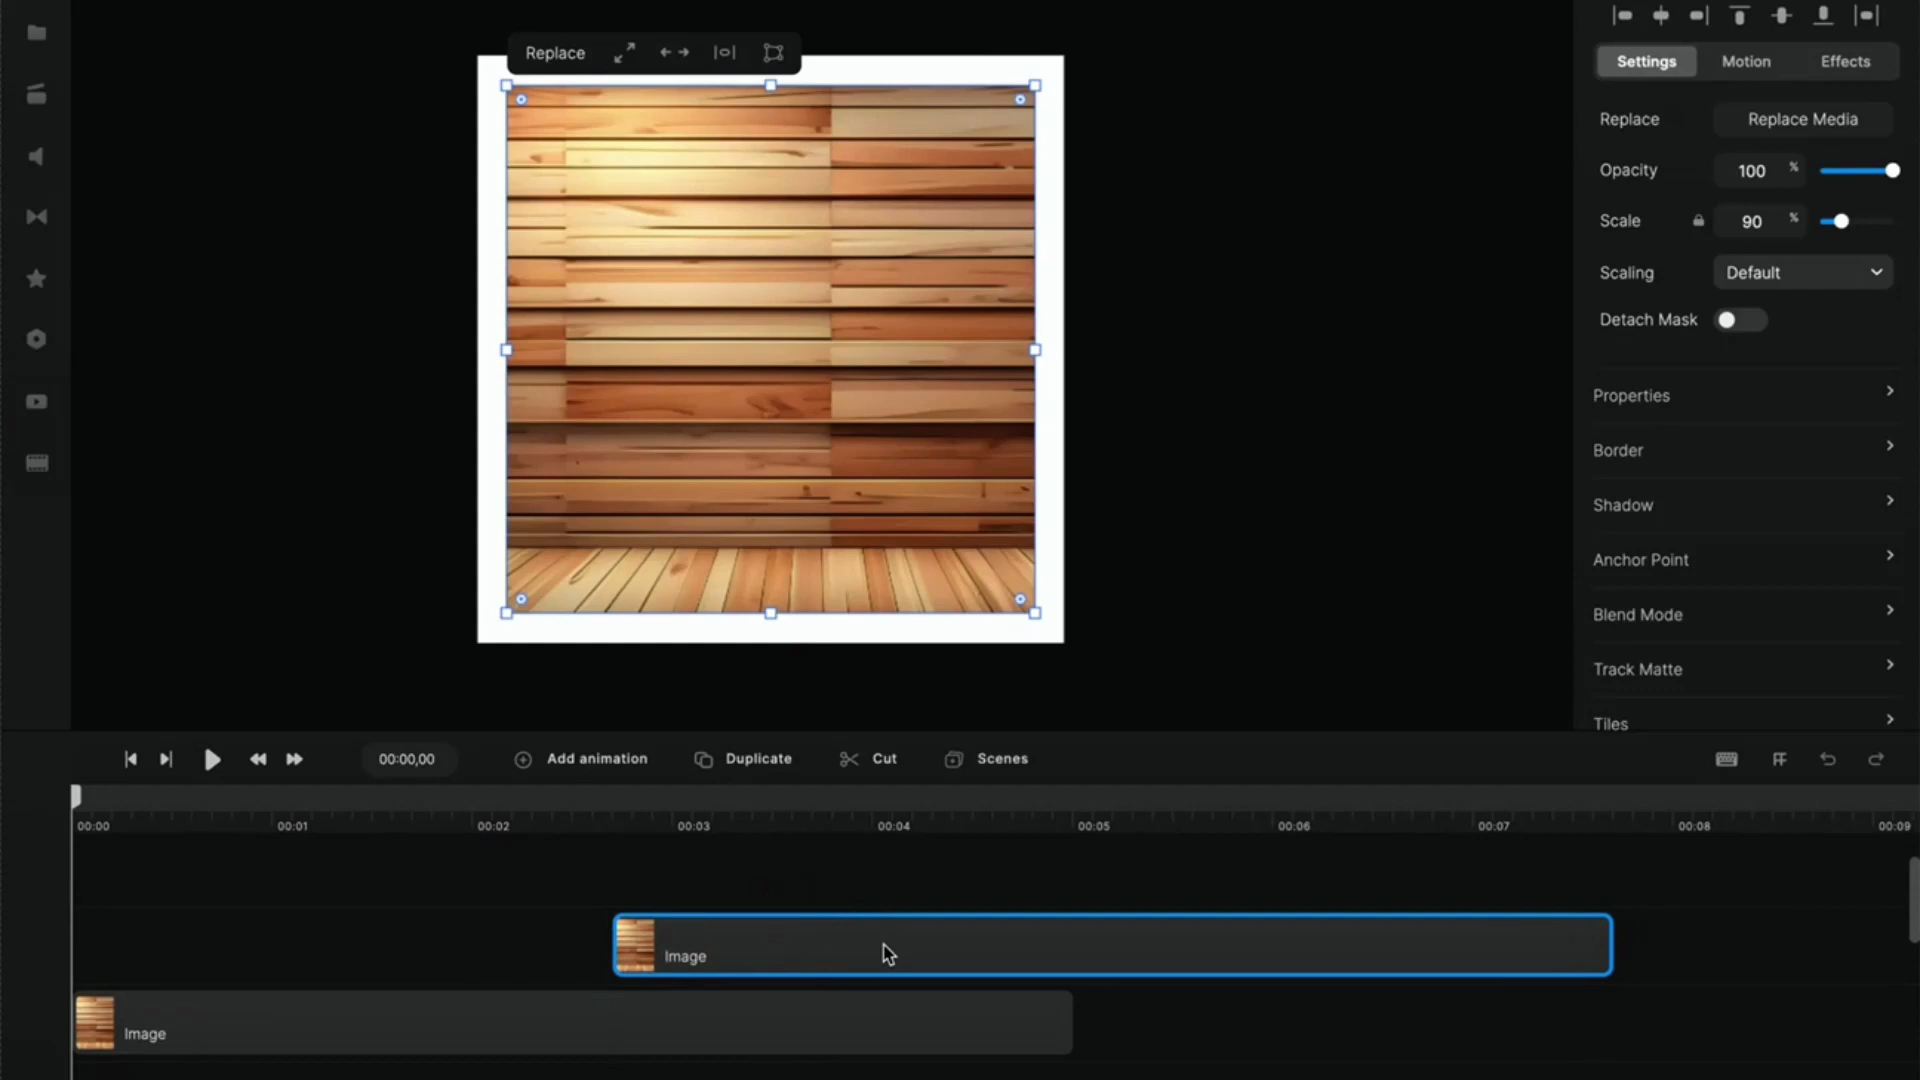 Replace
Settings Motion Effects
Replace Replace Media
Opacity 100 %
Scale 90 %
Scaling Default
Detach Mask
Properties
Border
Shadow
Anchor Point
Blend Mode
Track Matte
Tiles
00:00,00 Add animation Duplicate Cut Scenes
00:00 00:01 00:02 00:03 00:04 00:05 00:06 00:07 00:08 00:09
Image
Image